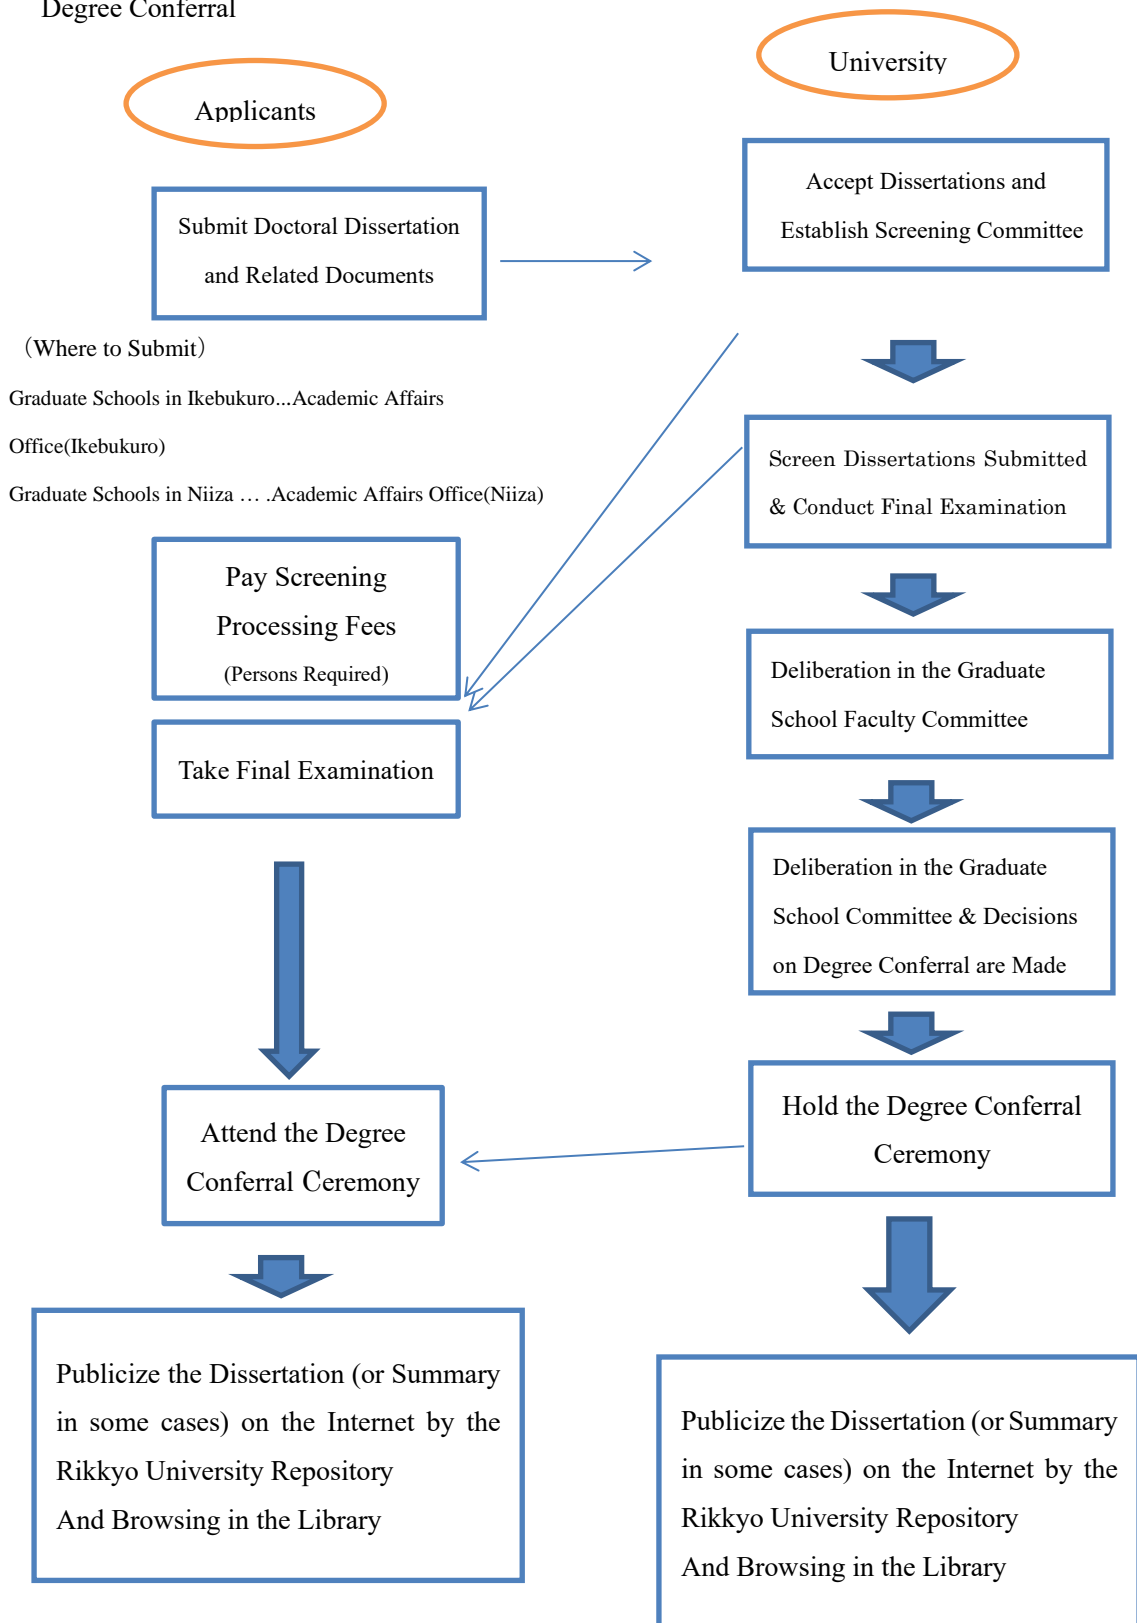 Degree Conferral
University
Applicants
Accept Dissertations and
Establish Screening Committee
Submit Doctoral Dissertation
and Related Documents
（Where to Submit）
Graduate Schools in Ikebukuro...Academic Affairs
Office(Ikebukuro)
Graduate Schools in Niiza … .Academic Affairs Office(Niiza)
Screen Dissertations Submitted
& Conduct Final Examination
Pay Screening
Processing Fees
(Persons Required)
Take Final Examination
Deliberation in the Graduate
School Faculty Committee
Deliberation in the Graduate
School Committee & Decisions
on Degree Conferral are Made
Hold the Degree Conferral
Ceremony
Attend the Degree
Conferral Ceremony
Publicize the Dissertation (or Summary
in some cases) on the Internet by the
Rikkyo University Repository
And Browsing in the Library
Publicize the Dissertation (or Summary
in some cases) on the Internet by the
Rikkyo University Repository
And Browsing in the Library